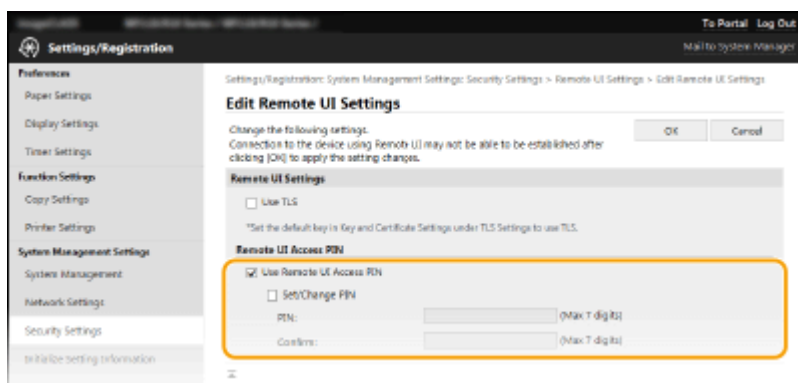 To Portal Log Out
Settings/Registration
Mail to System Manager
Preferences
Paper Settings
Display Settings
Timer Settings
Function Settings
Copy Settings
Printer Settings
System Management Settings
System Management
Network Settings
Security Settings
Initialize Setting Information
Settings/Registration: System Management Settings: Security Settings > Remote UI Settings > Edit Remote UI Settings
Edit Remote UI Settings
Change the following settings.
Connection to the device using Remote UI may not be able to be established after
clicking [OK] to apply the setting changes.
OK
Cancel
Remote UI Settings
Use TLS
*Set the default key in Key and Certificate Settings under TLS Settings to use TLS.
Remote UI Access PIN
Use Remote UI Access PIN
Set/Change PIN
PIN:
(Max 7 digits)
Confirm:
(Max 7 digits)